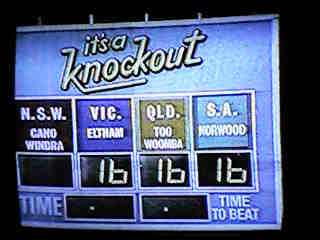 it's a
knockout
N.S.W. VIC. QLD. S.A.
CANO WINDRA ELTHAM TOO WOOMBA NORWOOD
16 16 16
TIME TIME TO BEAT